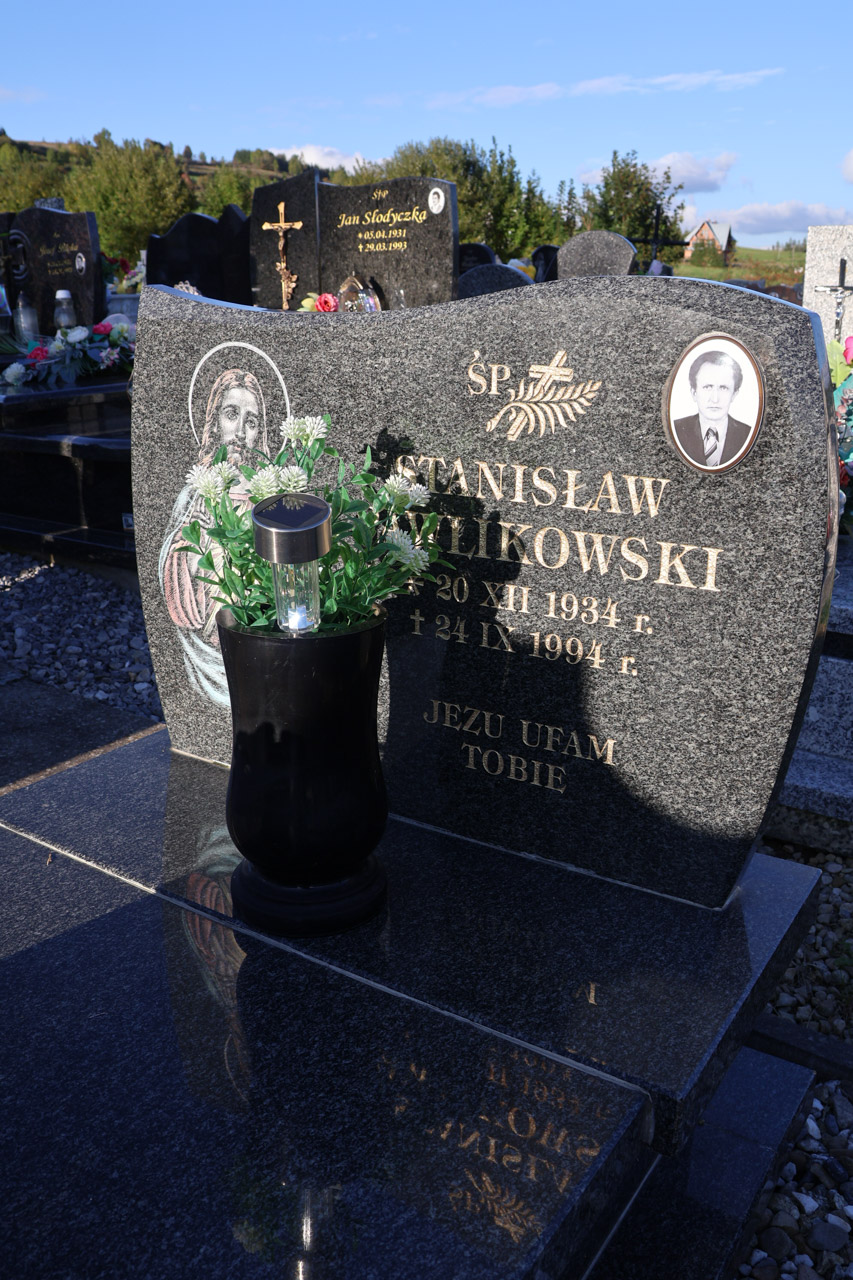 Ś†P
Jan Słodyczka
* 05.04.1931
† 29.03.1993
ŚP
STANISŁAW
WLIKOWSKI
* 20 XII 1934 r.
† 24 IX 1994 r.
JEZU UFAM
TOBIE